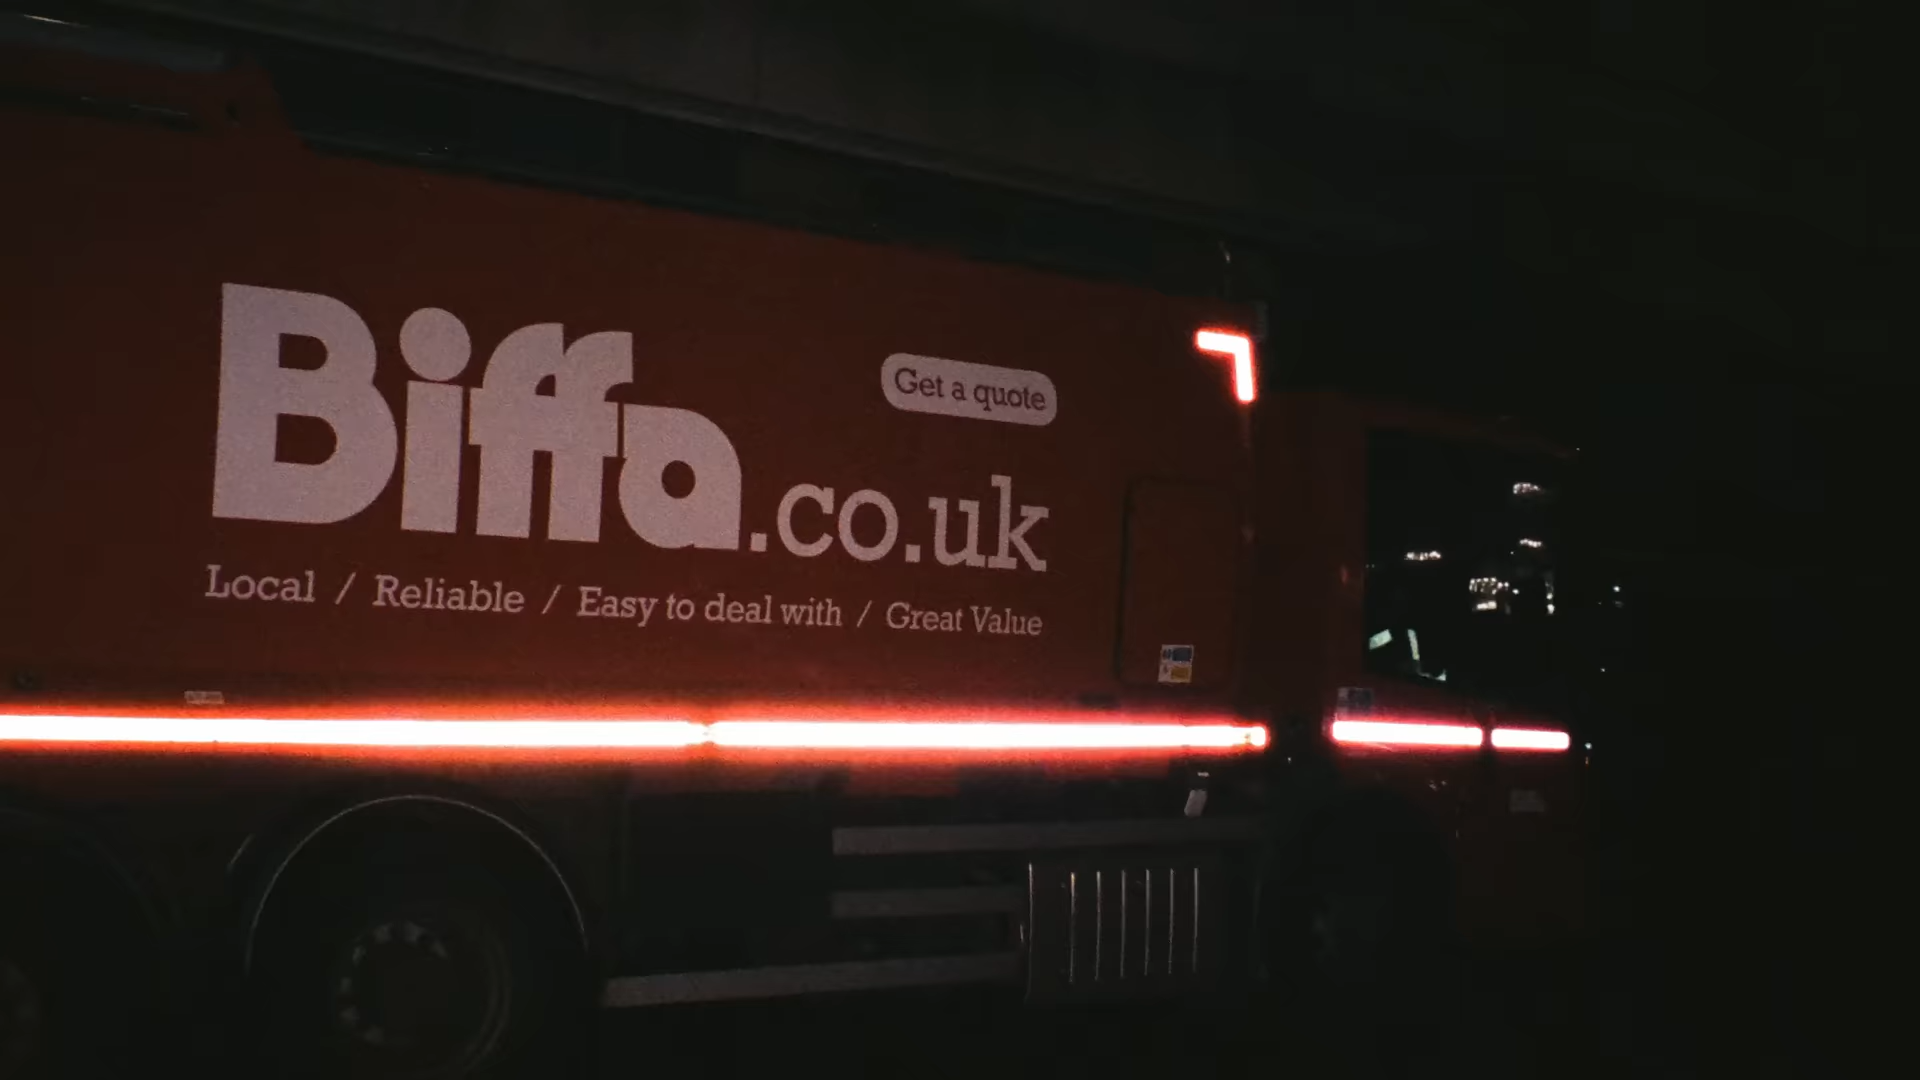 Biffa.co.uk
Get a quote
Local / Reliable / Easy to deal with / Great Value